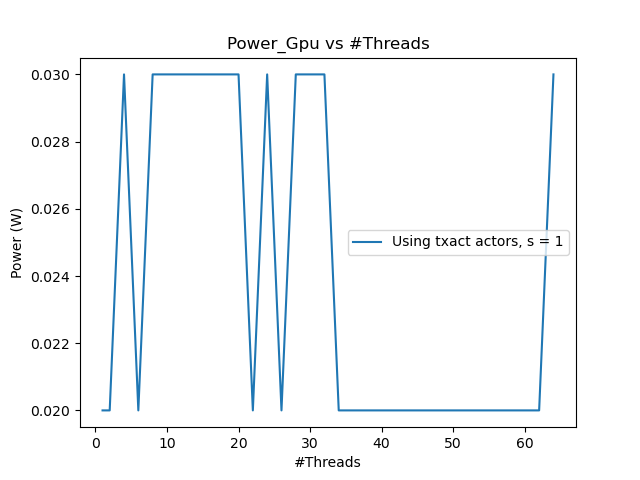 Power_Gpu vs #Threads
0.030
0.028
0.026
0.024
0.022
0.020
Power (W)
Using txact actors, s = 1
0 10 20 30 40 50 60
#Threads